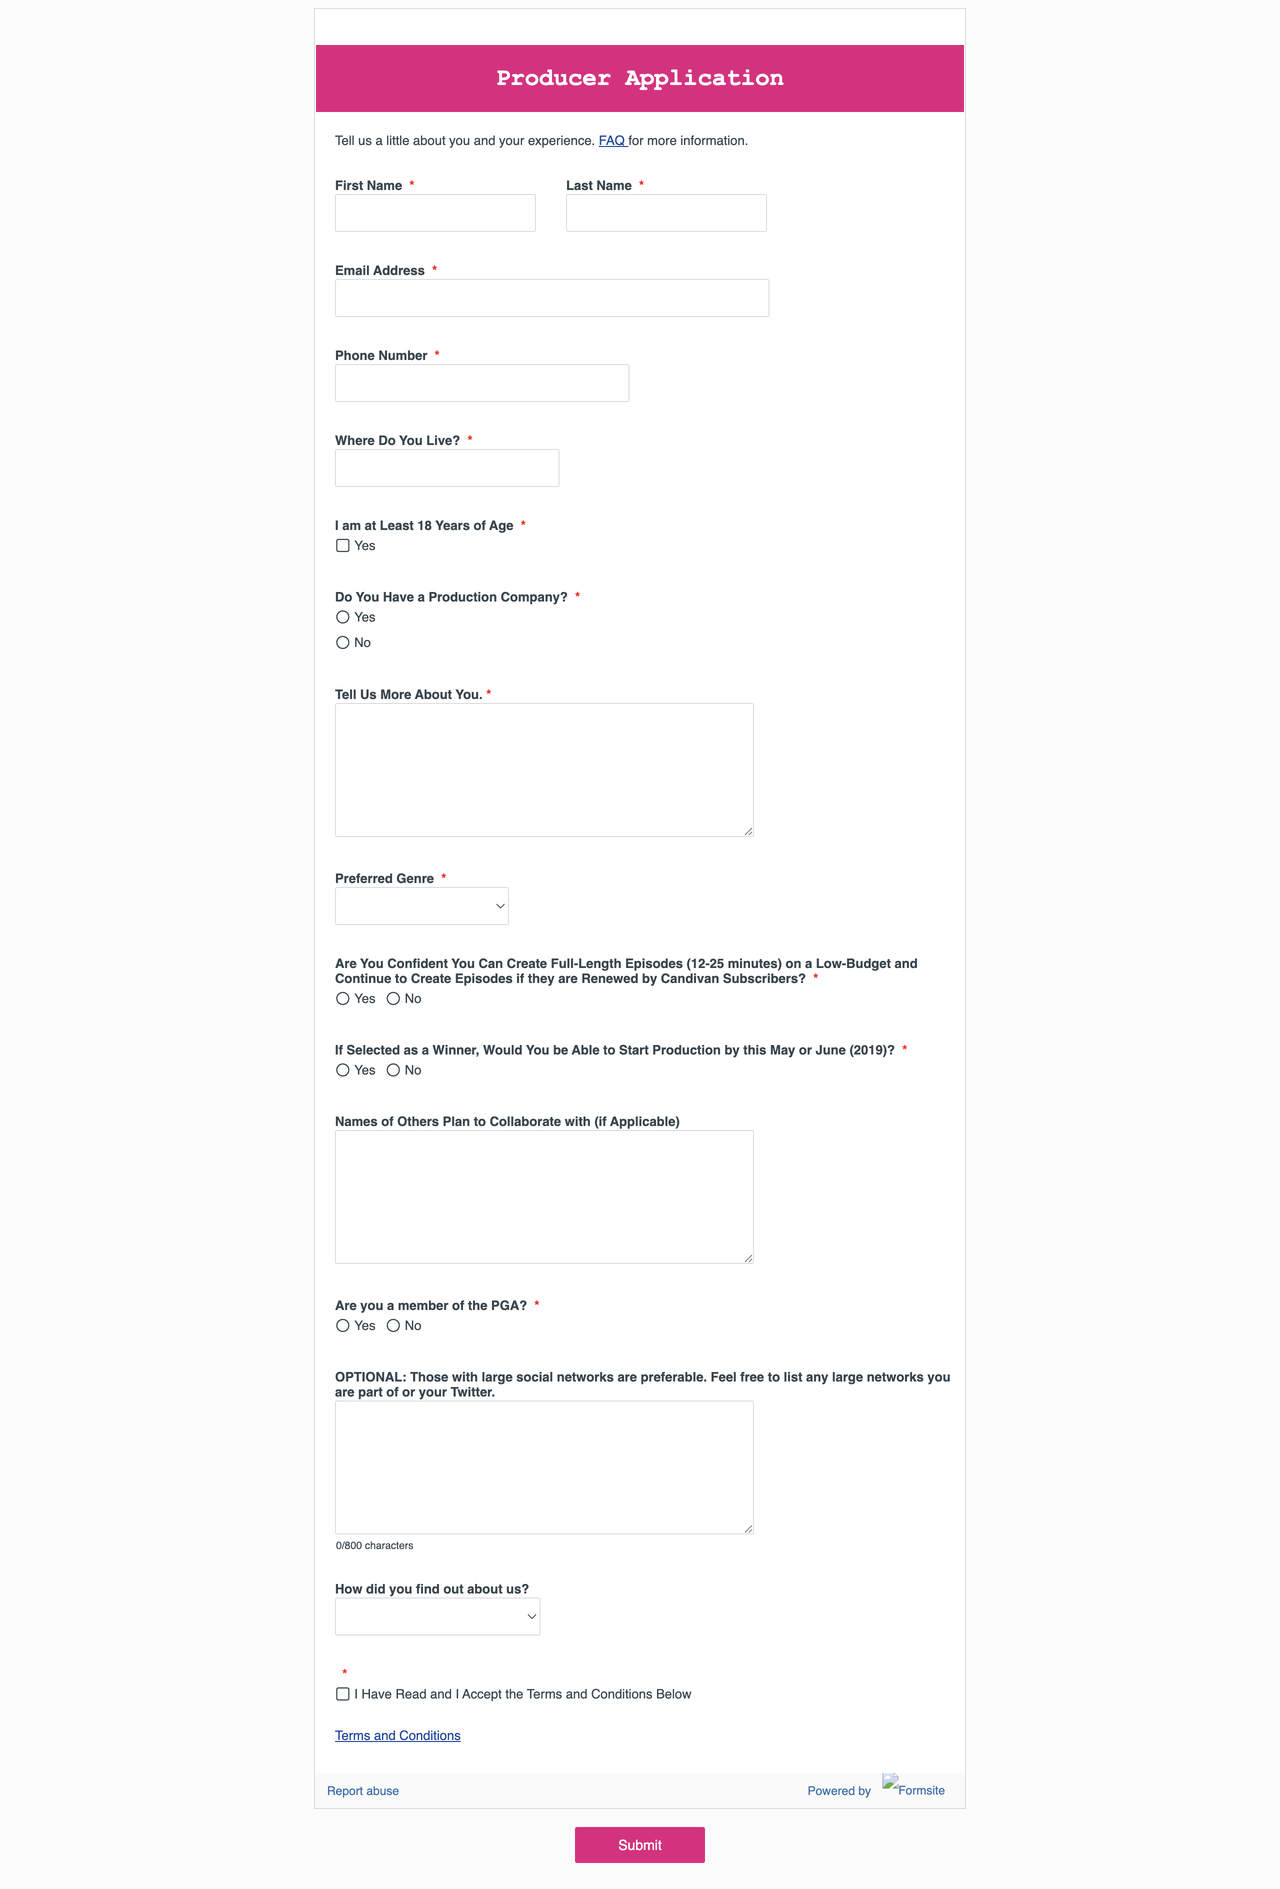 Producer Application
Tell us a little about you and your experience. FAQ for more information.
First Name *
Last Name *
Email Address *
Phone Number *
Where Do You Live? *
I am at Least 18 Years of Age *
Yes
Do You Have a Production Company? *
Yes
No
Tell Us More About You. *
Preferred Genre *
Are You Confident You Can Create Full-Length Episodes (12-25 minutes) on a Low-Budget and
Continue to Create Episodes if they are Renewed by Candivan Subscribers? *
Yes No
If Selected as a Winner, Would You be Able to Start Production by this May or June (2019)? *
Yes No
Names of Others Plan to Collaborate with (if Applicable)
Are you a member of the PGA? *
Yes No
OPTIONAL: Those with large social networks are preferable. Feel free to list any large networks you
are part of or your Twitter.
0/800 characters
How did you find out about us?
*
I Have Read and I Accept the Terms and Conditions Below
Terms and Conditions
Report abuse
Powered by Formsite
Submit